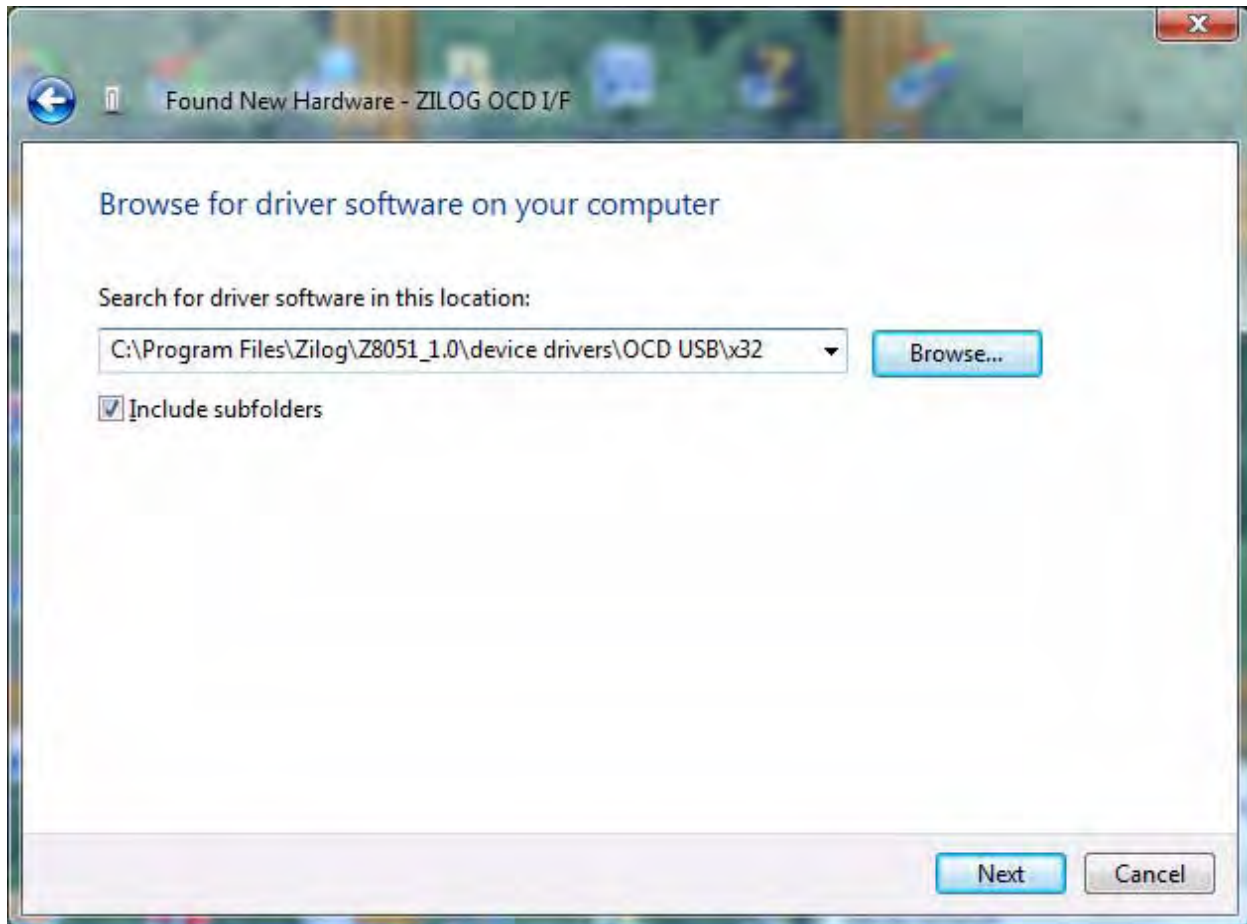 Found New Hardware - ZILOG OCD I/F
Browse for driver software on your computer
Search for driver software in this location:
C:\Program Files\Zilog\Z8051_1.0\device drivers\OCD USB\x32
Browse...
Include subfolders
Next
Cancel